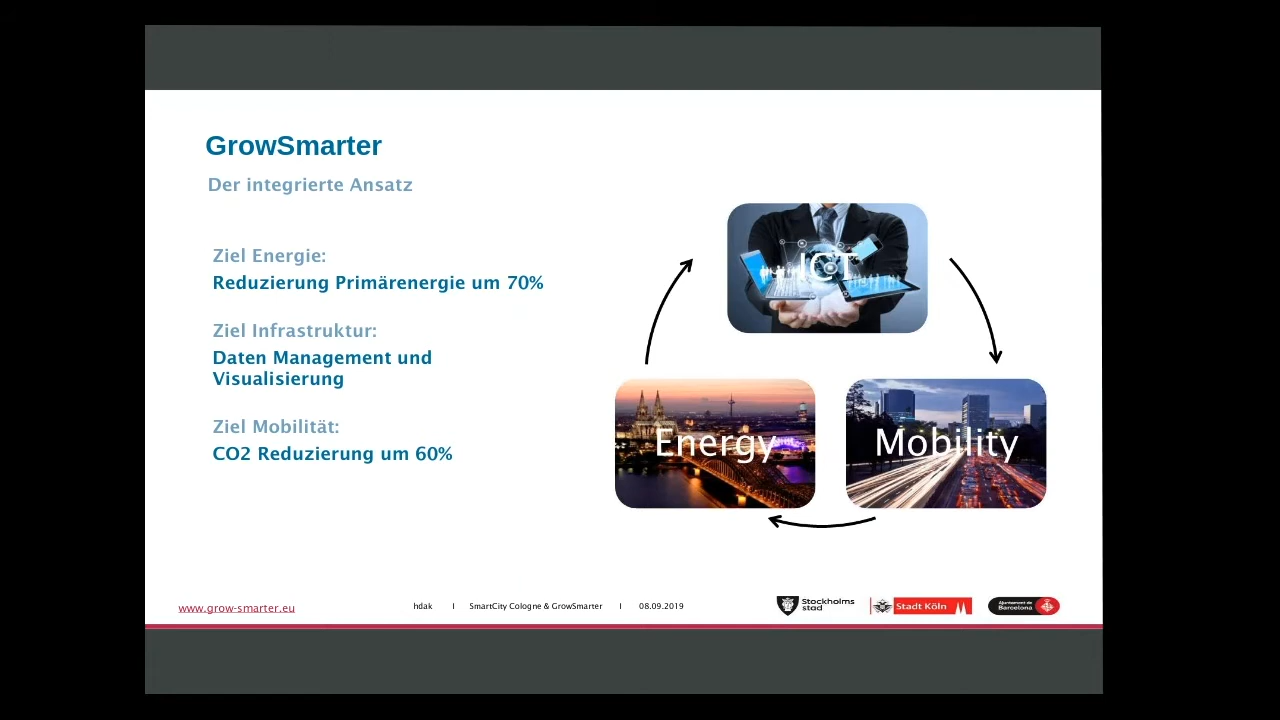 GrowSmarter
Der integrierte Ansatz
Ziel Energie:
Reduzierung Primärenergie um 70%
Ziel Infrastruktur:
Daten Management und
Visualisierung
Ziel Mobilität:
CO2 Reduzierung um 60%
ICT
Energy
Mobility
www.grow-smarter.eu
hdak I SmartCity Cologne & GrowSmarter I 08.09.2019
Stockholms
stad
Stadt Köln
Ajuntament de
Barcelona